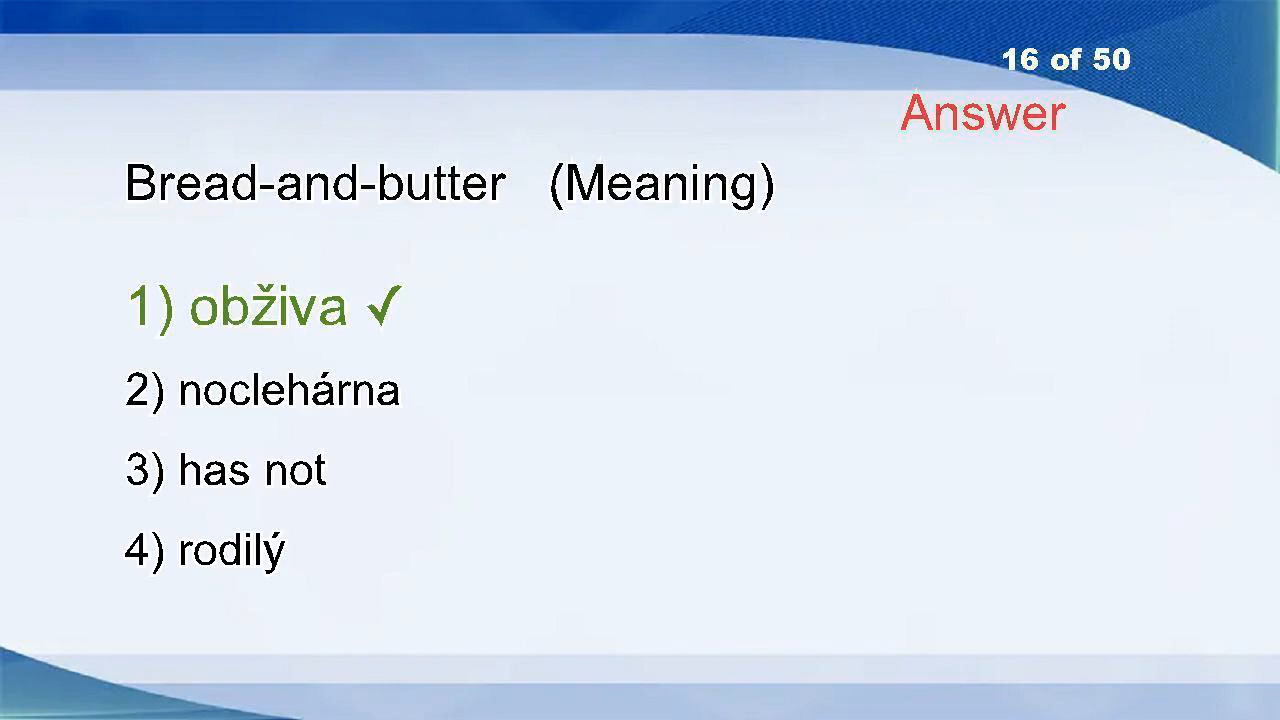 16 of 50
Answer
Bread-and-butter (Meaning)
1) obživa ✓
2) noclehárna
3) has not
4) rodilý